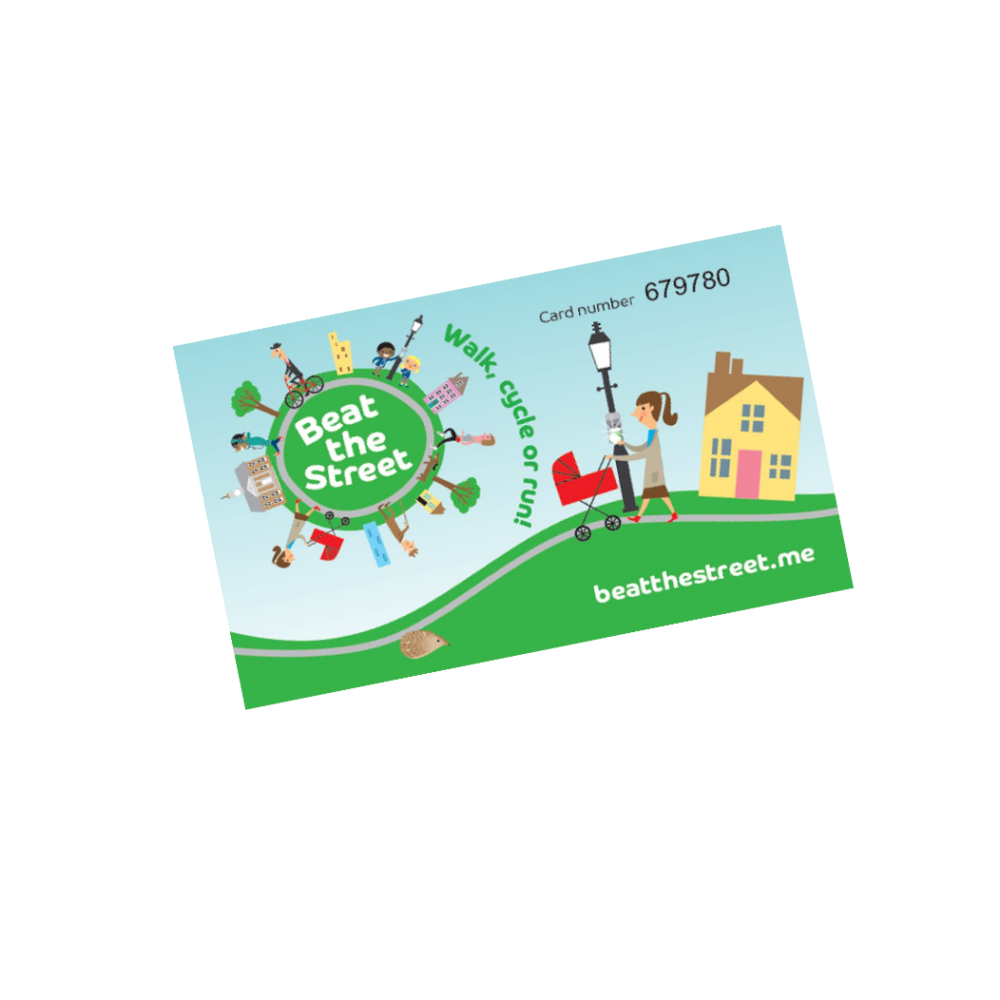 Card number 679780
Walk, cycle or run!
Beat
the
Street
beatthestreet.me